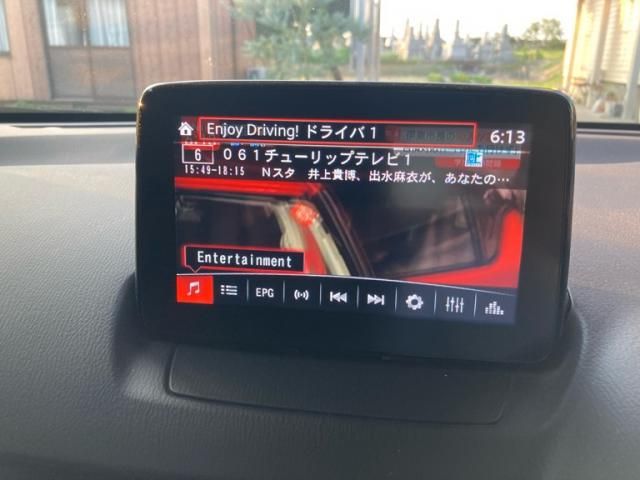 Enjoy Driving! ドライバ 1
6:13
6 061チューリップテレビ1
15:49-18:15 Nスタ 井上貴博、出水麻衣が、あなたの…
Entertainment
EPG